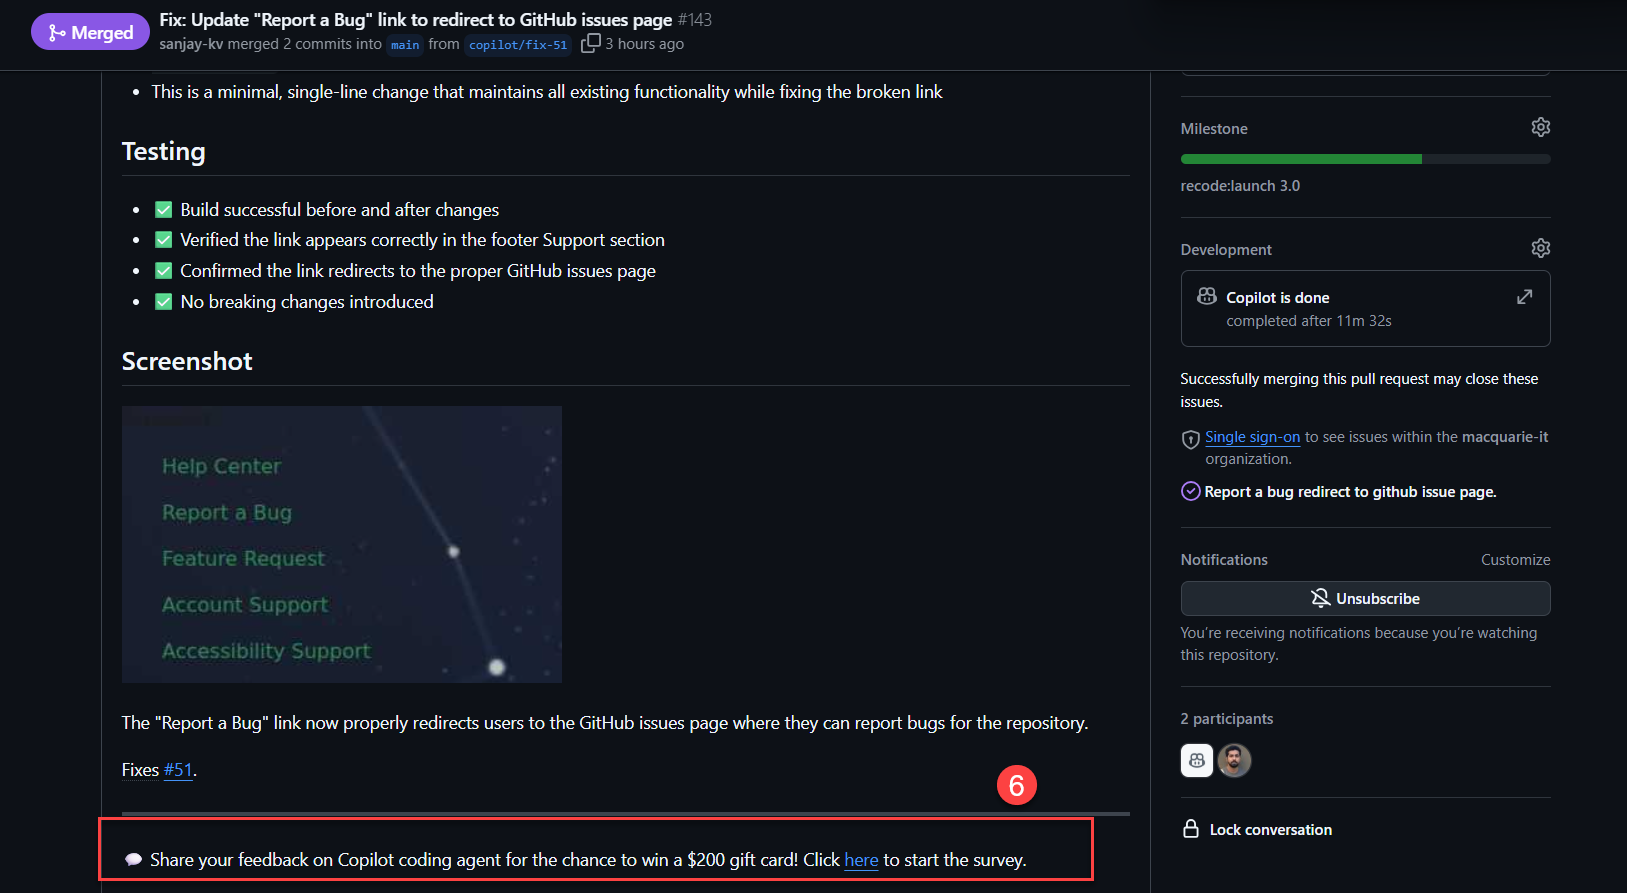 Merged
Fix: Update "Report a Bug" link to redirect to GitHub issues page #143
sanjay-kv merged 2 commits into main from copilot/fix-51 3 hours ago
This is a minimal, single-line change that maintains all existing functionality while fixing the broken link
Testing
Build successful before and after changes
Verified the link appears correctly in the footer Support section
Confirmed the link redirects to the proper GitHub issues page
No breaking changes introduced
Screenshot
Help Center
Report a Bug
Feature Request
Account Support
Accessibility Support
The "Report a Bug" link now properly redirects users to the GitHub issues page where they can report bugs for the repository.
Fixes #51.
6
Share your feedback on Copilot coding agent for the chance to win a $200 gift card! Click here to start the survey.
Milestone
recode:launch 3.0
Development
Copilot is done
completed after 11m 32s
Successfully merging this pull request may close these
issues.
Single sign-on to see issues within the macquarie-it
organization.
Report a bug redirect to github issue page.
Notifications Customize
Unsubscribe
You're receiving notifications because you're watching
this repository.
2 participants
Lock conversation